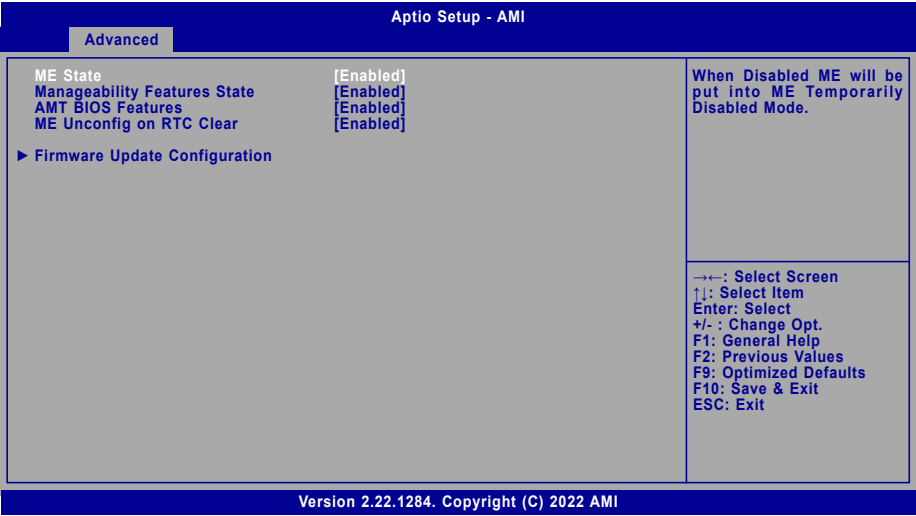 Aptio Setup - AMI
Advanced
ME State [Enabled]
Manageability Features State [Enabled]
AMT BIOS Features [Enabled]
ME Unconfig on RTC Clear [Enabled]
► Firmware Update Configuration
When Disabled ME will be
put into ME Temporarily
Disabled Mode.
→←: Select Screen
↑↓: Select Item
Enter: Select
+/- : Change Opt.
F1: General Help
F2: Previous Values
F9: Optimized Defaults
F10: Save & Exit
ESC: Exit
Version 2.22.1284. Copyright (C) 2022 AMI